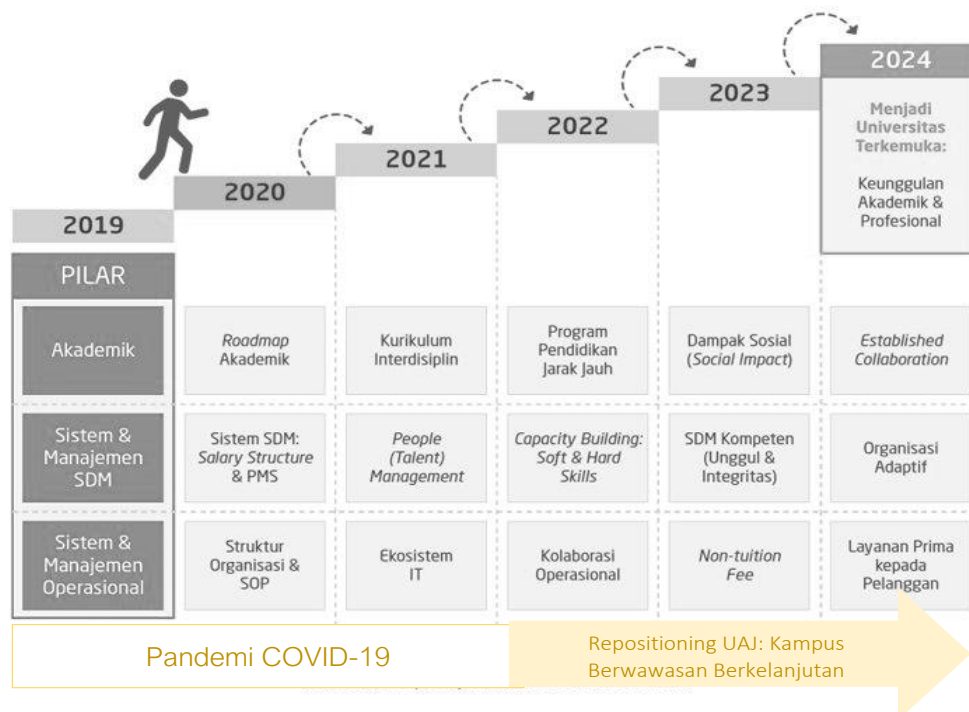 2024
Menjadi
Universitas
Terkemuka:
Keunggulan
Akademik &
Profesional
2023
2022
2021
2020
2019
PILAR
Akademik
Roadmap
Akademik
Kurikulum
Interdisiplin
Program
Pendidikan
Jarak Jauh
Dampak Sosial
(Social Impact)
Established
Collaboration
Sistem &
Manajemen
SDM
Sistem SDM:
Salary Structure
& PMS
People
(Talent)
Management
Capacity Building:
Soft & Hard
Skills
SDM Kompeten
(Unggul &
Integritas)
Organisasi
Adaptif
Sistem &
Manajemen
Operasional
Struktur
Organisasi &
SOP
Ekosistem
IT
Kolaborasi
Operasional
Non-tuition
Fee
Layanan Prima
kepada
Pelanggan
Pandemi COVID-19
Repositioning UAJ: Kampus
Berwawasan Berkelanjutan